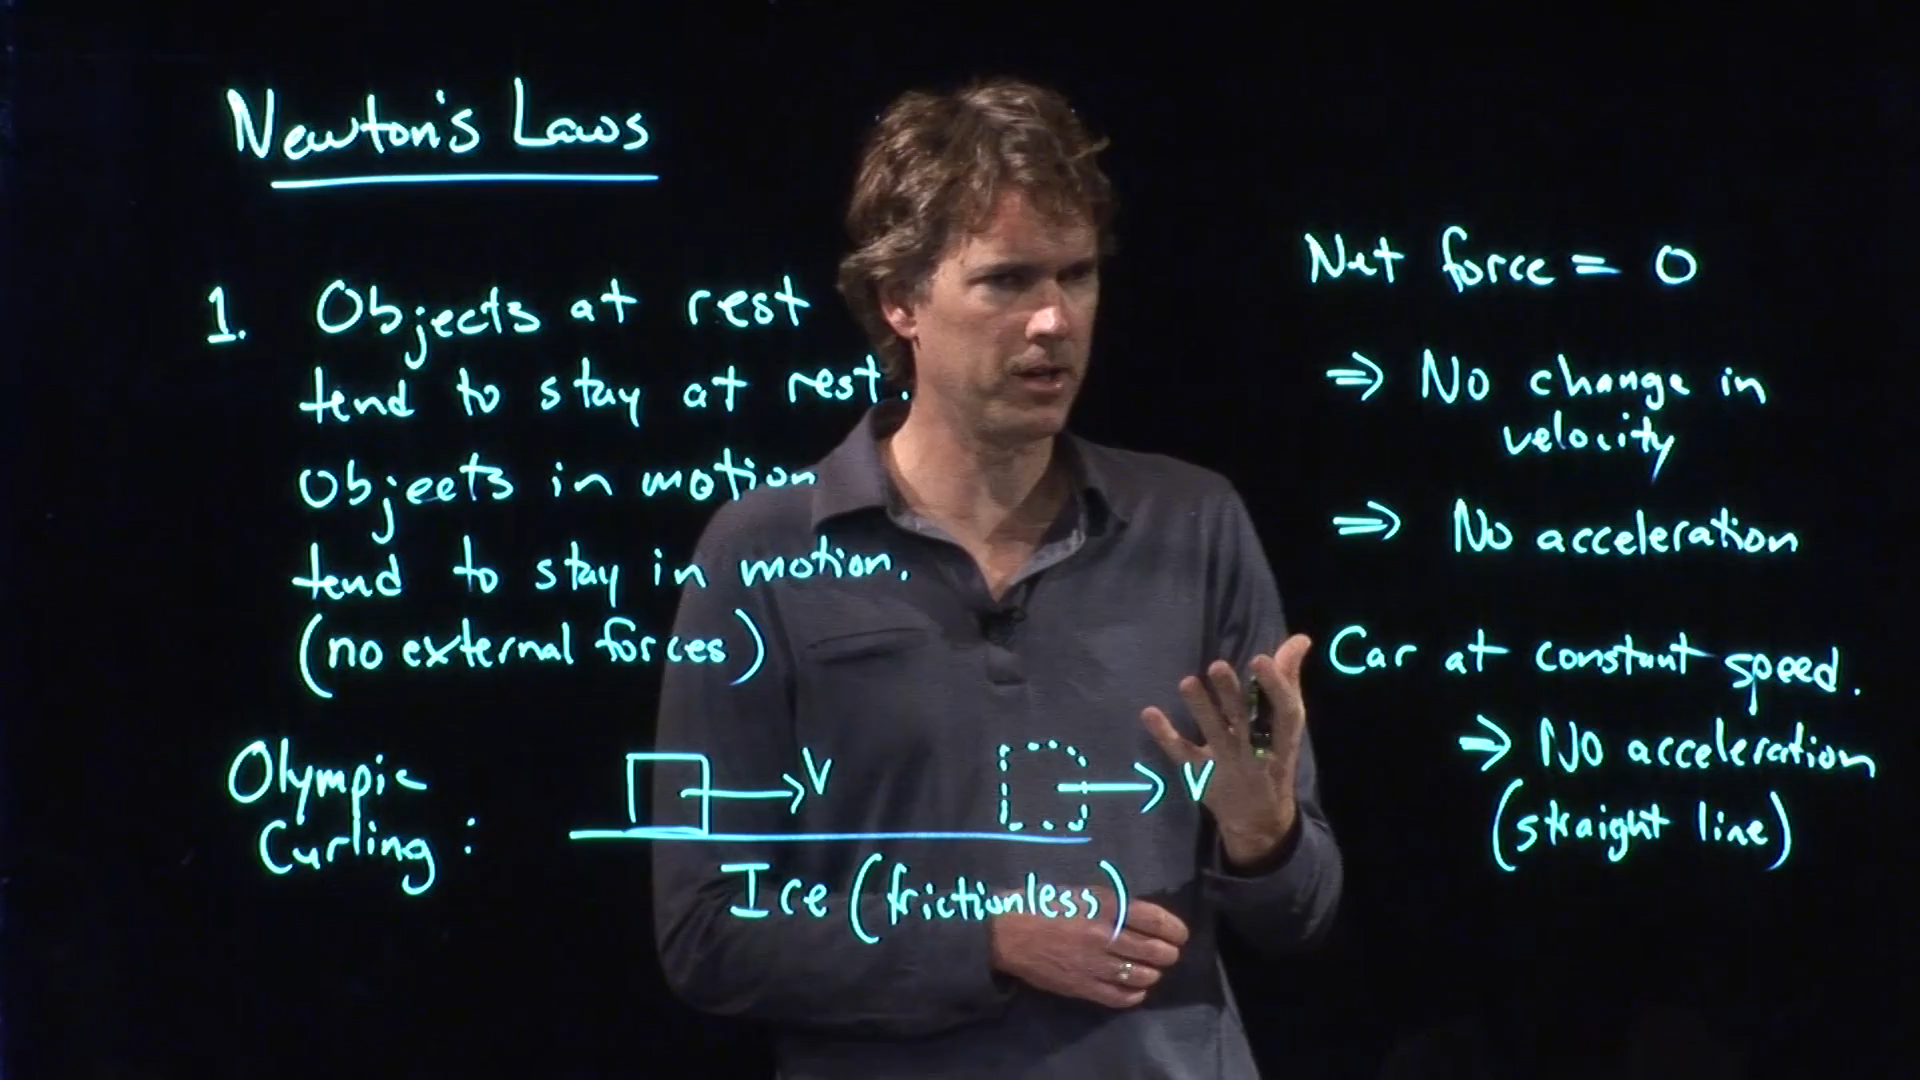 Newton's Laws
1. Objects at rest
tend to stay at rest.
Objects in motion
tend to stay in motion.
(no external forces)
Olympic
Curling:
V
V
Ice (frictionless)
Net force = 0
⇒ No change in
velocity
⇒ No acceleration
Car at constant speed.
⇒ No acceleration
(straight line)